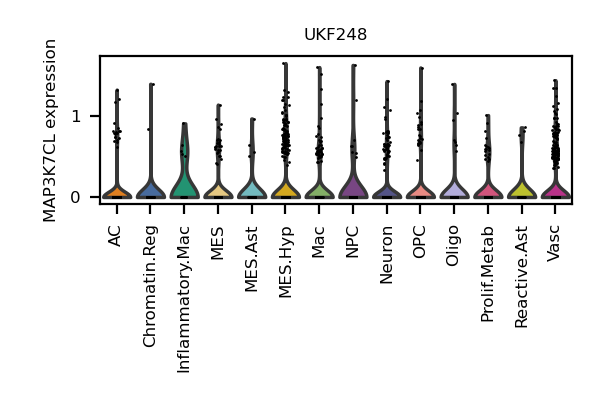 UKF248
MAP3K7CL expression
1
0
AC
Chromatin.Reg
Inflammatory.Mac
MES
MES.Ast
MES.Hyp
Mac
NPC
Neuron
OPC
Oligo
Prolif.Metab
Reactive.Ast
Vasc